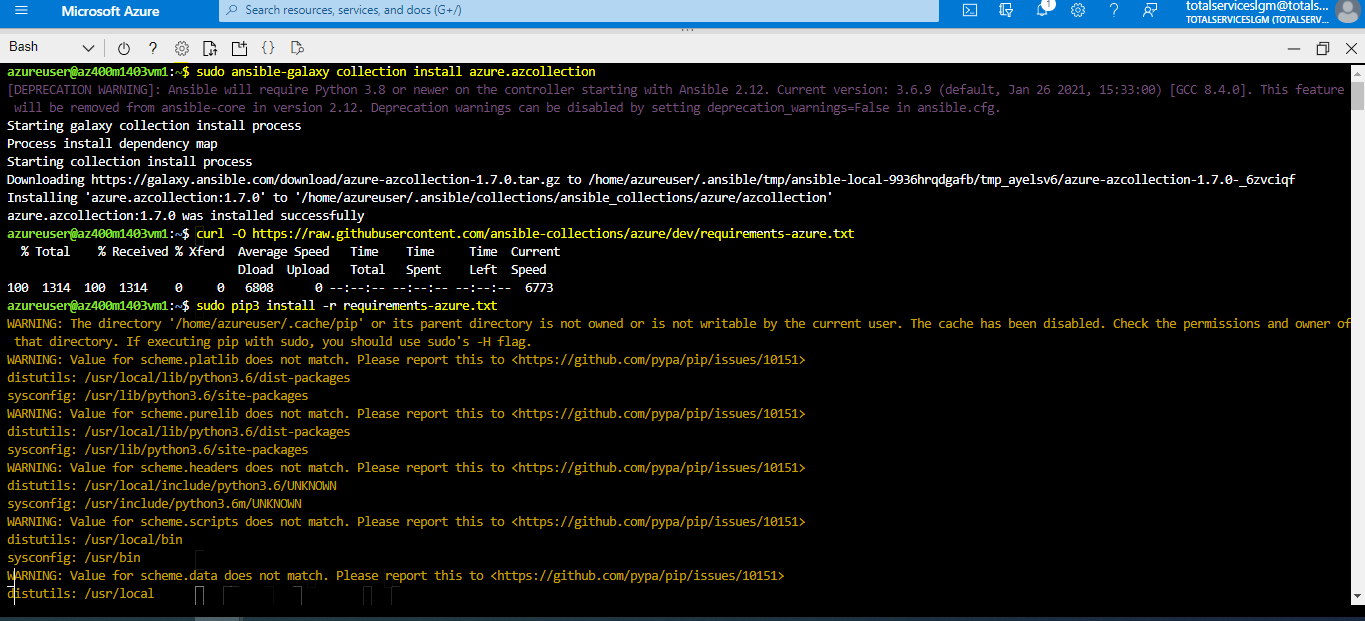 Microsoft Azure
Search resources, services, and docs (G+/)
1
totalserviceslgm@totals...
TOTALSERVICESLGM (TOTALSERV...
Bash
azureuser@az400m1403vm1:~$ sudo ansible-galaxy collection install azure.azcollection
[DEPRECATION WARNING]: Ansible will require Python 3.8 or newer on the controller starting with Ansible 2.12. Current version: 3.6.9 (default, Jan 26 2021, 15:33:00) [GCC 8.4.0]. This feature
will be removed from ansible-core in version 2.12. Deprecation warnings can be disabled by setting deprecation_warnings=False in ansible.cfg.
Starting galaxy collection install process
Process install dependency map
Starting collection install process
Downloading https://galaxy.ansible.com/download/azure-azcollection-1.7.0.tar.gz to /home/azureuser/.ansible/tmp/ansible-local-9936hrqdgafb/tmp_ayelsv6/azure-azcollection-1.7.0-_6zvciqf
Installing 'azure.azcollection:1.7.0' to '/home/azureuser/.ansible/collections/ansible_collections/azure/azcollection'
azure.azcollection:1.7.0 was installed successfully
azureuser@az400m1403vm1:~$ curl -O https://raw.githubusercontent.com/ansible-collections/azure/dev/requirements-azure.txt
% Total % Received % Xferd Average Speed Time Time Time Current
Dload Upload Total Spent Left Speed
100 1314 100 1314 0 0 6808 0 --:--:-- --:--:-- --:--:-- 6773
azureuser@az400m1403vm1:~$ sudo pip3 install -r requirements-azure.txt
WARNING: The directory '/home/azureuser/.cache/pip' or its parent directory is not owned or is not writable by the current user. The cache has been disabled. Check the permissions and owner of
that directory. If executing pip with sudo, you should use sudo's -H flag.
WARNING: Value for scheme.platlib does not match. Please report this to <https://github.com/pypa/pip/issues/10151>
distutils: /usr/local/lib/python3.6/dist-packages
sysconfig: /usr/lib/python3.6/site-packages
WARNING: Value for scheme.purelib does not match. Please report this to <https://github.com/pypa/pip/issues/10151>
distutils: /usr/local/lib/python3.6/dist-packages
sysconfig: /usr/lib/python3.6/site-packages
WARNING: Value for scheme.headers does not match. Please report this to <https://github.com/pypa/pip/issues/10151>
distutils: /usr/local/include/python3.6/UNKNOWN
sysconfig: /usr/include/python3.6m/UNKNOWN
WARNING: Value for scheme.scripts does not match. Please report this to <https://github.com/pypa/pip/issues/10151>
distutils: /usr/local/bin
sysconfig: /usr/bin
WARNING: Value for scheme.data does not match. Please report this to <https://github.com/pypa/pip/issues/10151>
distutils: /usr/local